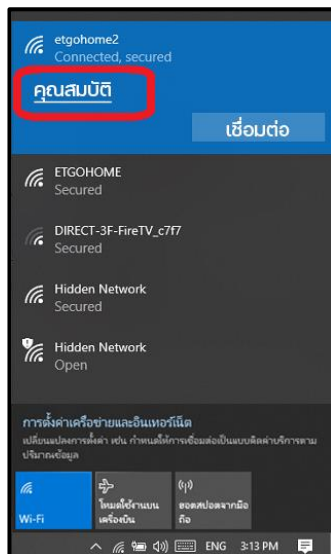 etgohome2
Connected, secured
คุณสมบัติ
เชื่อมต่อ
ETGOHOME
Secured
DIRECT-3F-FireTV_c7f7
Secured
Hidden Network
Secured
Hidden Network
Open
การตั้งค่าเครือข่ายและอินเทอร์เน็ต
เปลี่ยนแปลงการตั้งค่า เช่น กำหนดให้การเชื่อมต่อเป็นแบบคิดค่าบริการตาม
ปริมาณข้อมูล
Wi-Fi
โหมดใช้งานบน
เครื่องบิน
ฮอตสปอตจากมือ
ถือ
ENG 3:13 PM